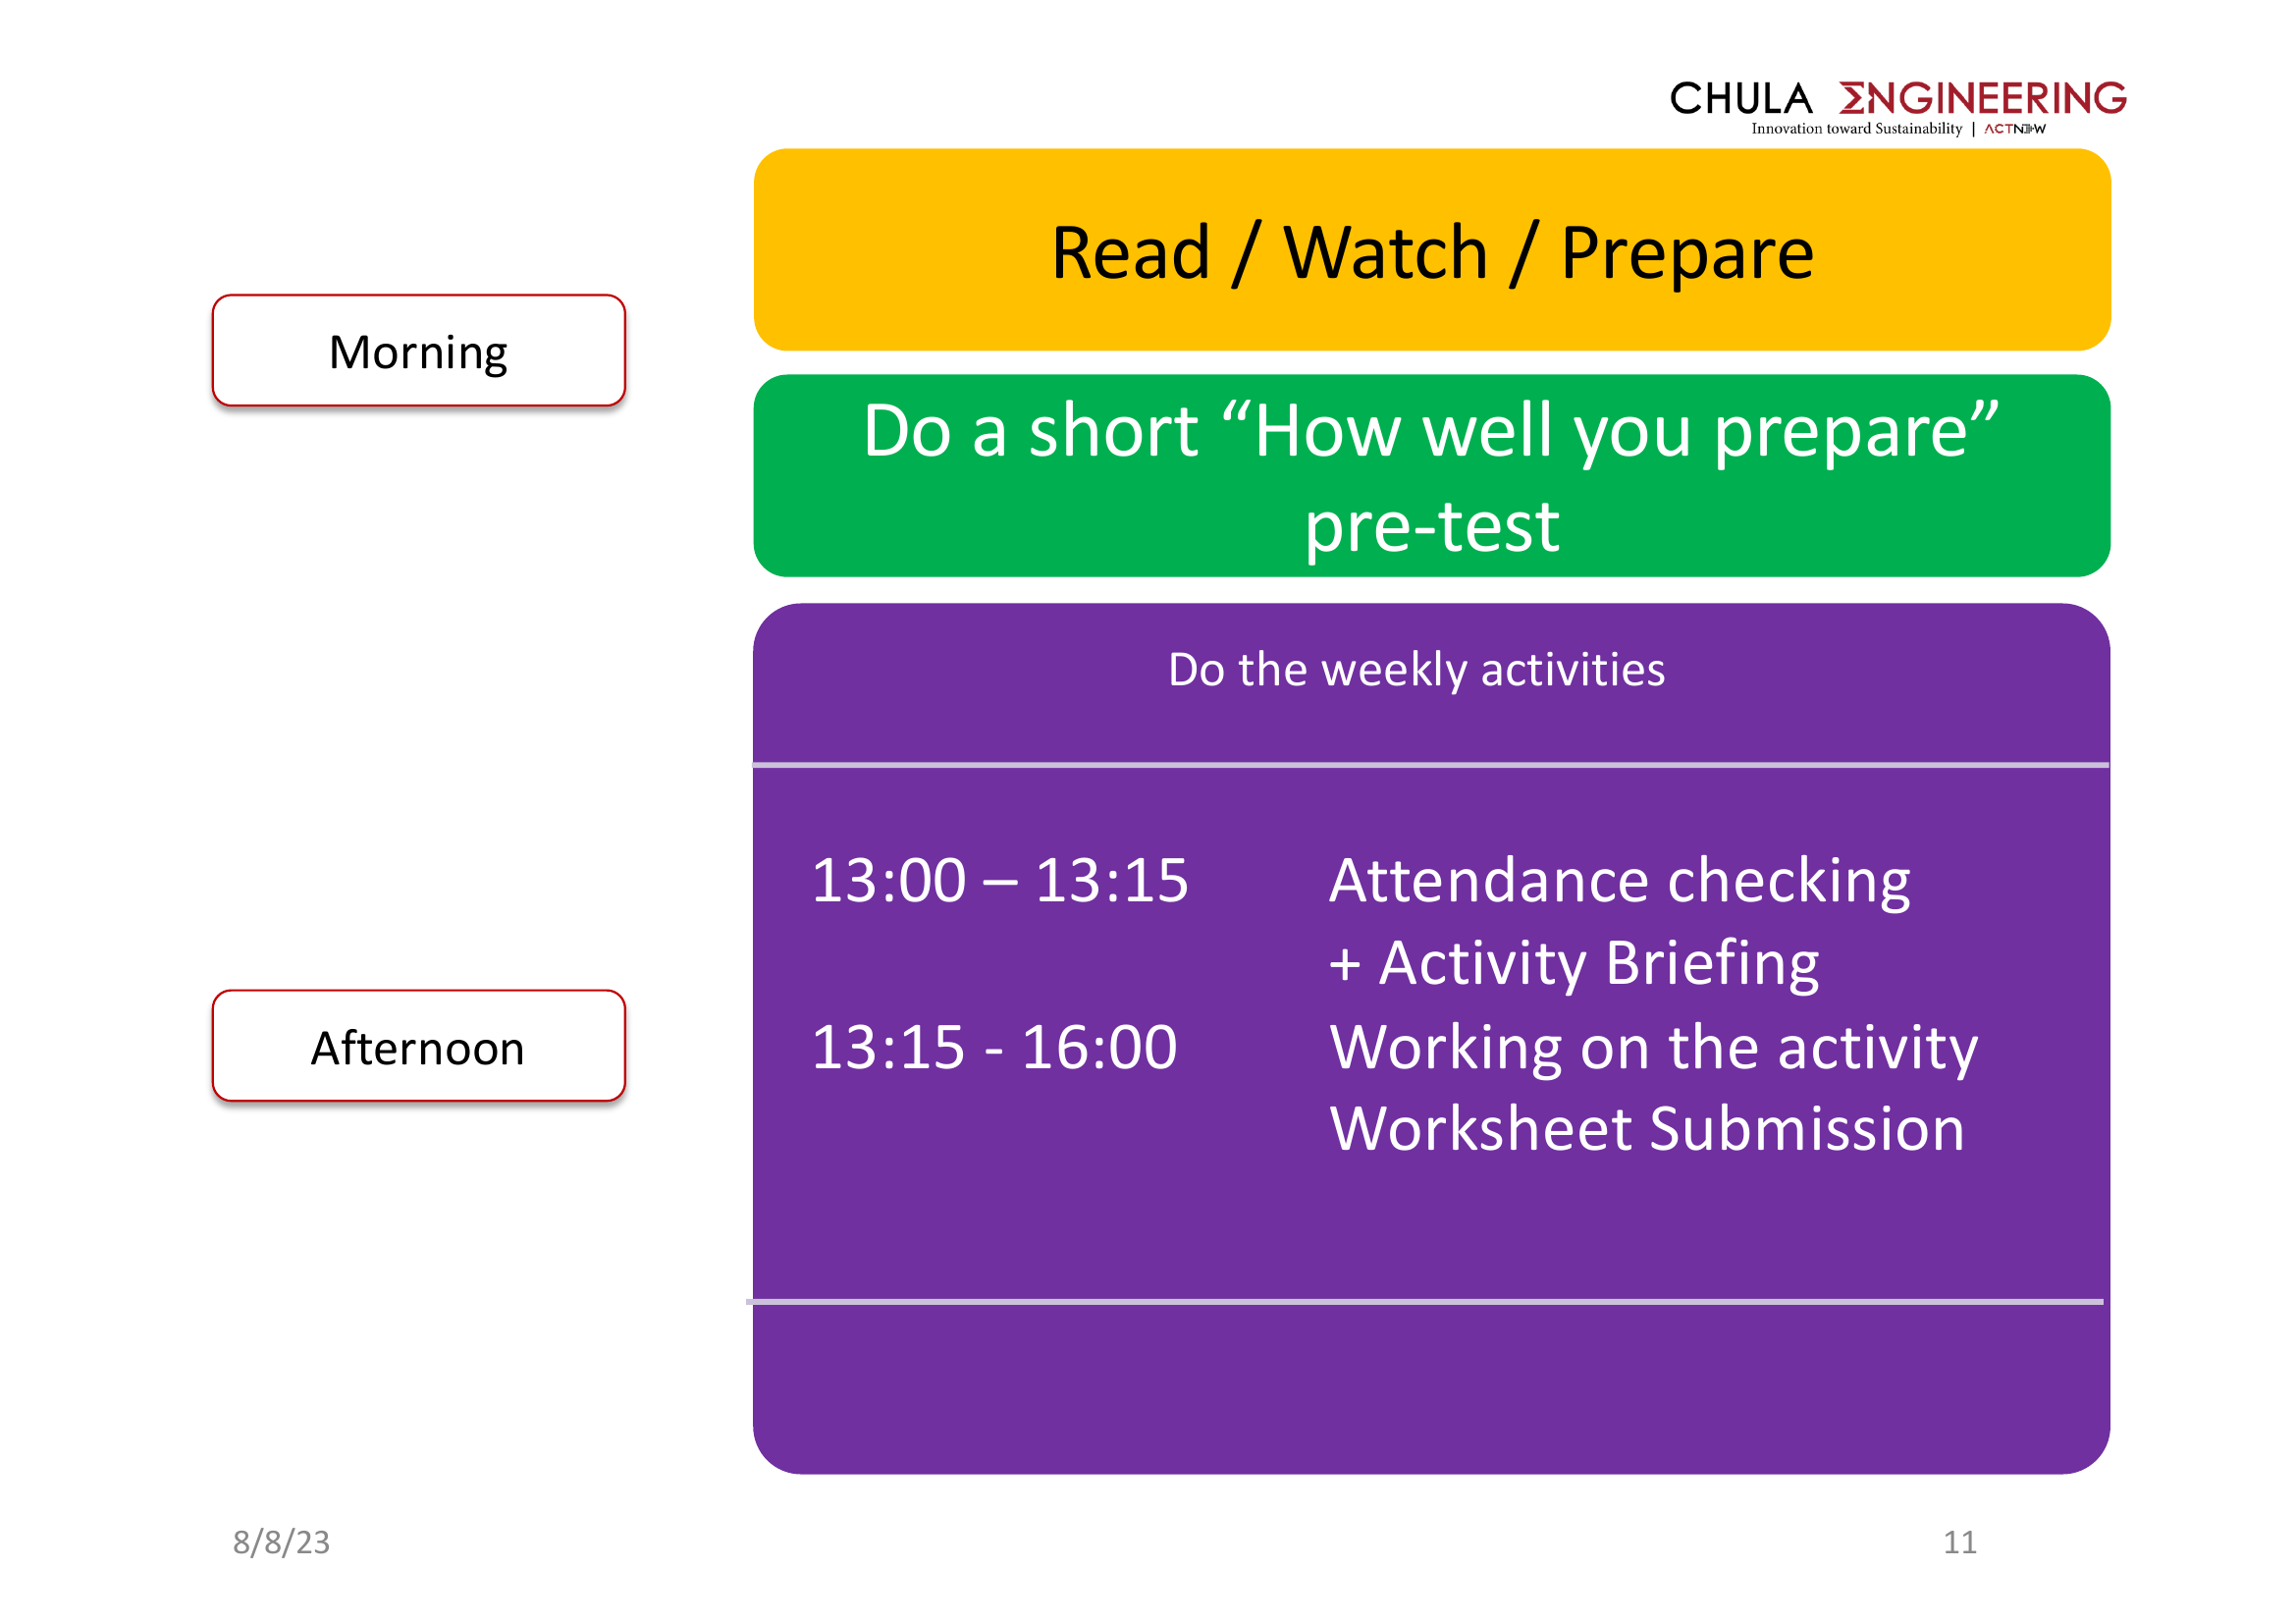 CHULA ΣNGINEERING
Innovation toward Sustainability | ACTNOW
Read / Watch / Prepare
Morning
Do a short “How well you prepare”
pre-test
Do the weekly activities
13:00 – 13:15 Attendance checking
+ Activity Briefing
13:15 - 16:00 Working on the activity
Worksheet Submission
Afternoon
8/8/23
11